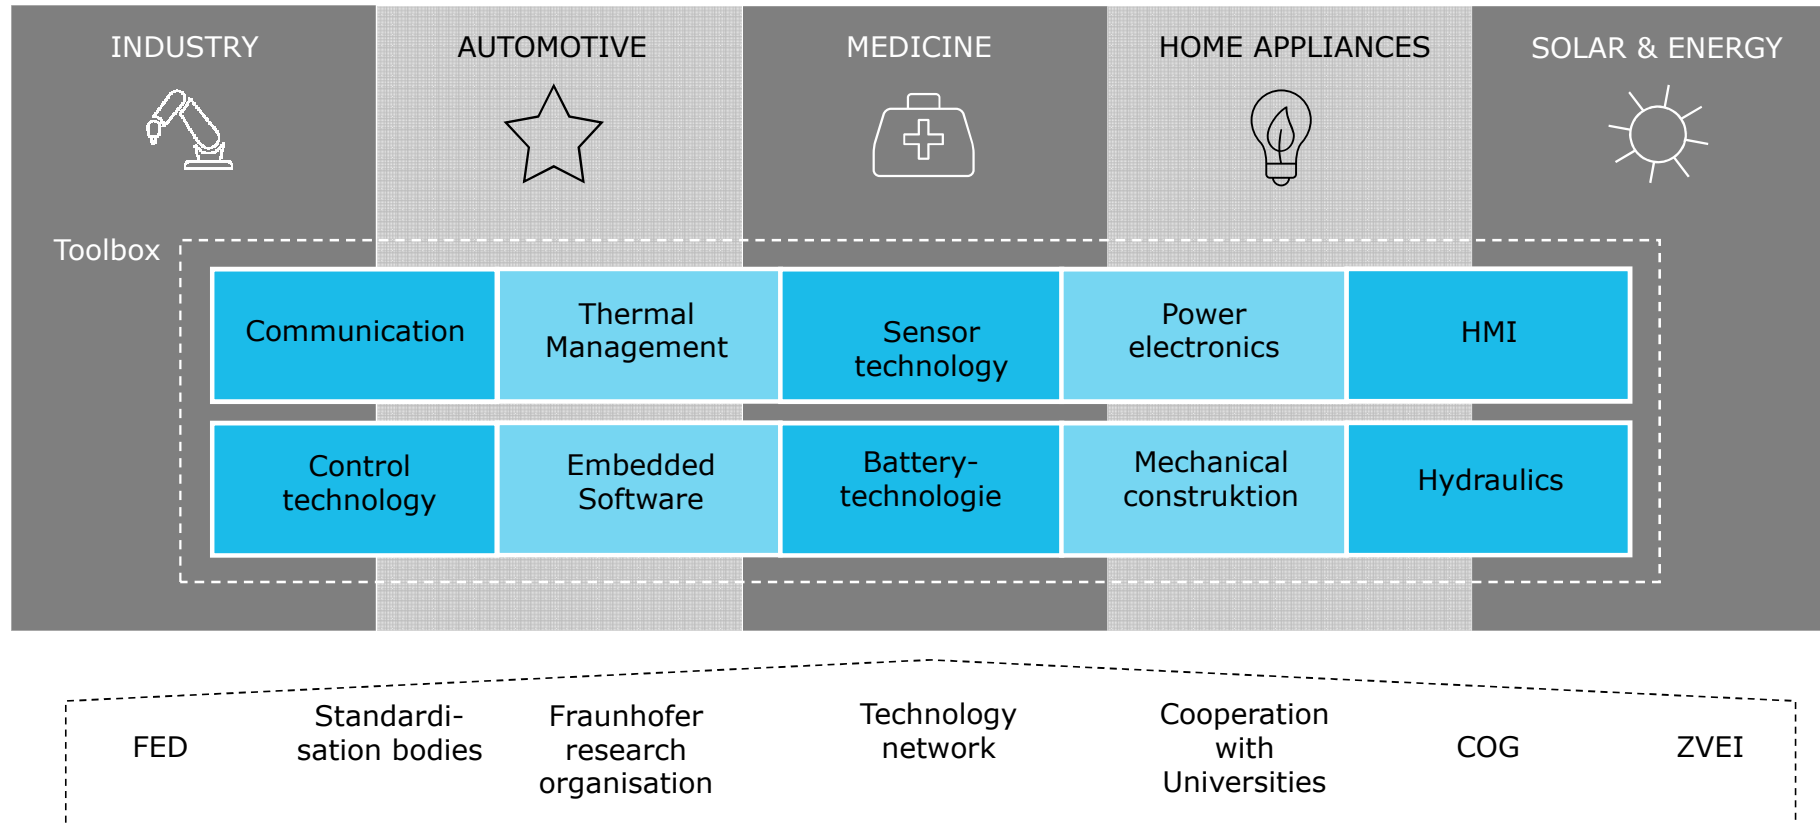 INDUSTRY
AUTOMOTIVE
MEDICINE
HOME APPLIANCES
SOLAR & ENERGY
Toolbox
Communication
Thermal
Management
Sensor
technology
Power
electronics
HMI
Control
technology
Embedded
Software
Battery-
technologie
Mechanical
construktion
Hydraulics
FED
Standardi-
sation bodies
Fraunhofer
research
organisation
Technology
network
Cooperation
with
Universities
COG
ZVEI